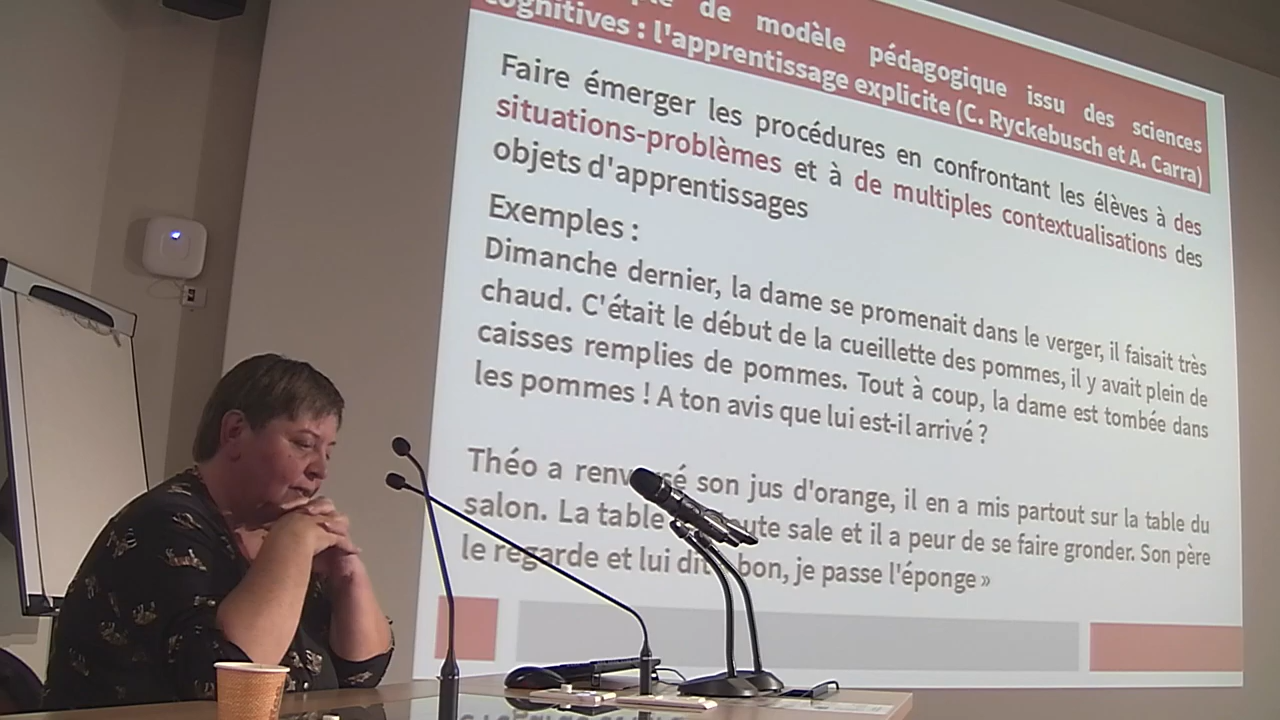 de modèle pédagogique issu des sciences
cognitives : l'apprentissage explicite (C. Ryckebusch et A. Carra)
Faire émerger les procédures en confrontant les élèves à des
situations-problèmes et à de multiples contextualisations des
objets d'apprentissages
Exemples :
Dimanche dernier, la dame se promenait dans le verger, il faisait très
chaud. C'était le début de la cueillette des pommes, il y avait plein de
caisses remplies de pommes. Tout à coup, la dame est tombée dans
les pommes ! A ton avis que lui est-il arrivé ?
Théo a renversé son jus d'orange, il en a mis partout sur la table du
salon. La table sale et il a peur de se faire gronder. Son père
le regarde et lui dit bon, je passe l'éponge »